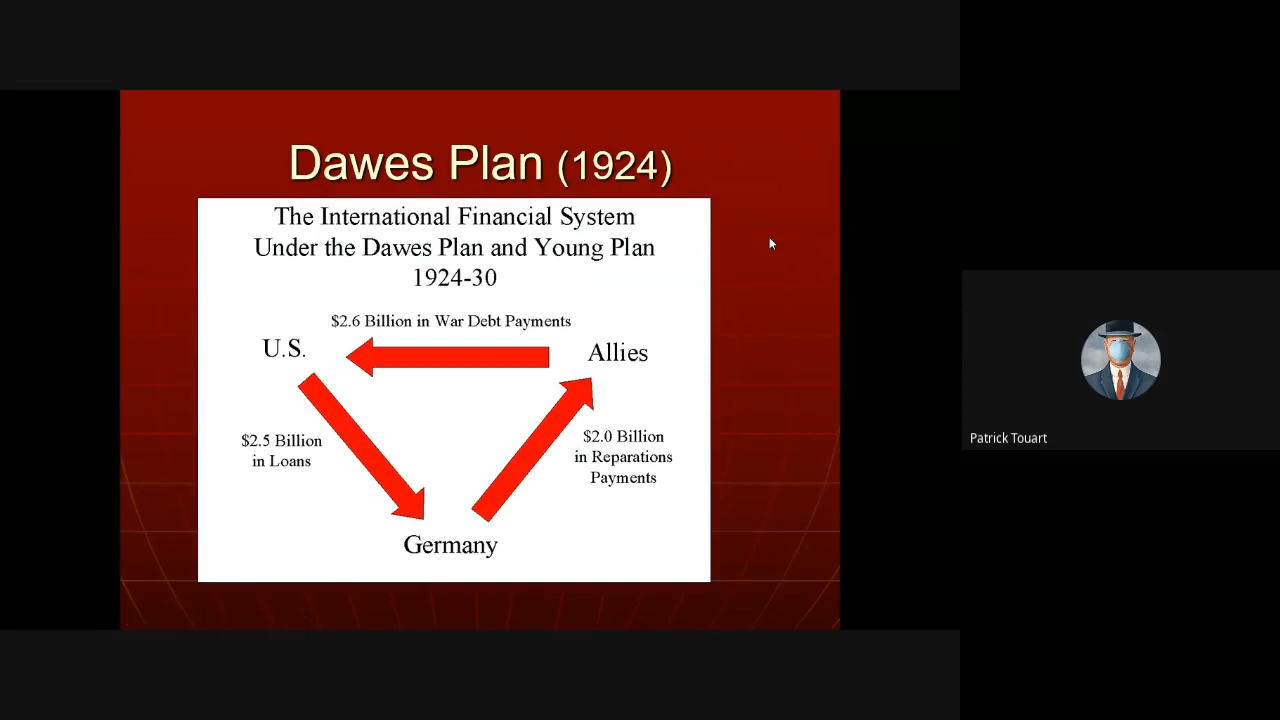 Dawes Plan (1924)
The International Financial System
Under the Dawes Plan and Young Plan
1924-30
$2.6 Billion in War Debt Payments
U.S.
Allies
$2.5 Billion
in Loans
$2.0 Billion
in Reparations
Payments
Germany
Patrick Touart